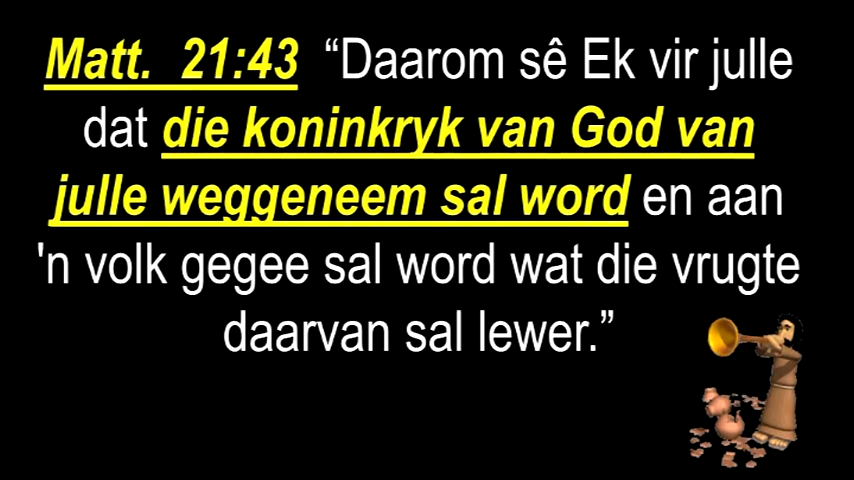 Matt.  21:43  “Daarom sê Ek vir julle
dat die koninkryk van God van
julle weggeneem sal word en aan
'n volk gegee sal word wat die vrugte
daarvan sal lewer.”